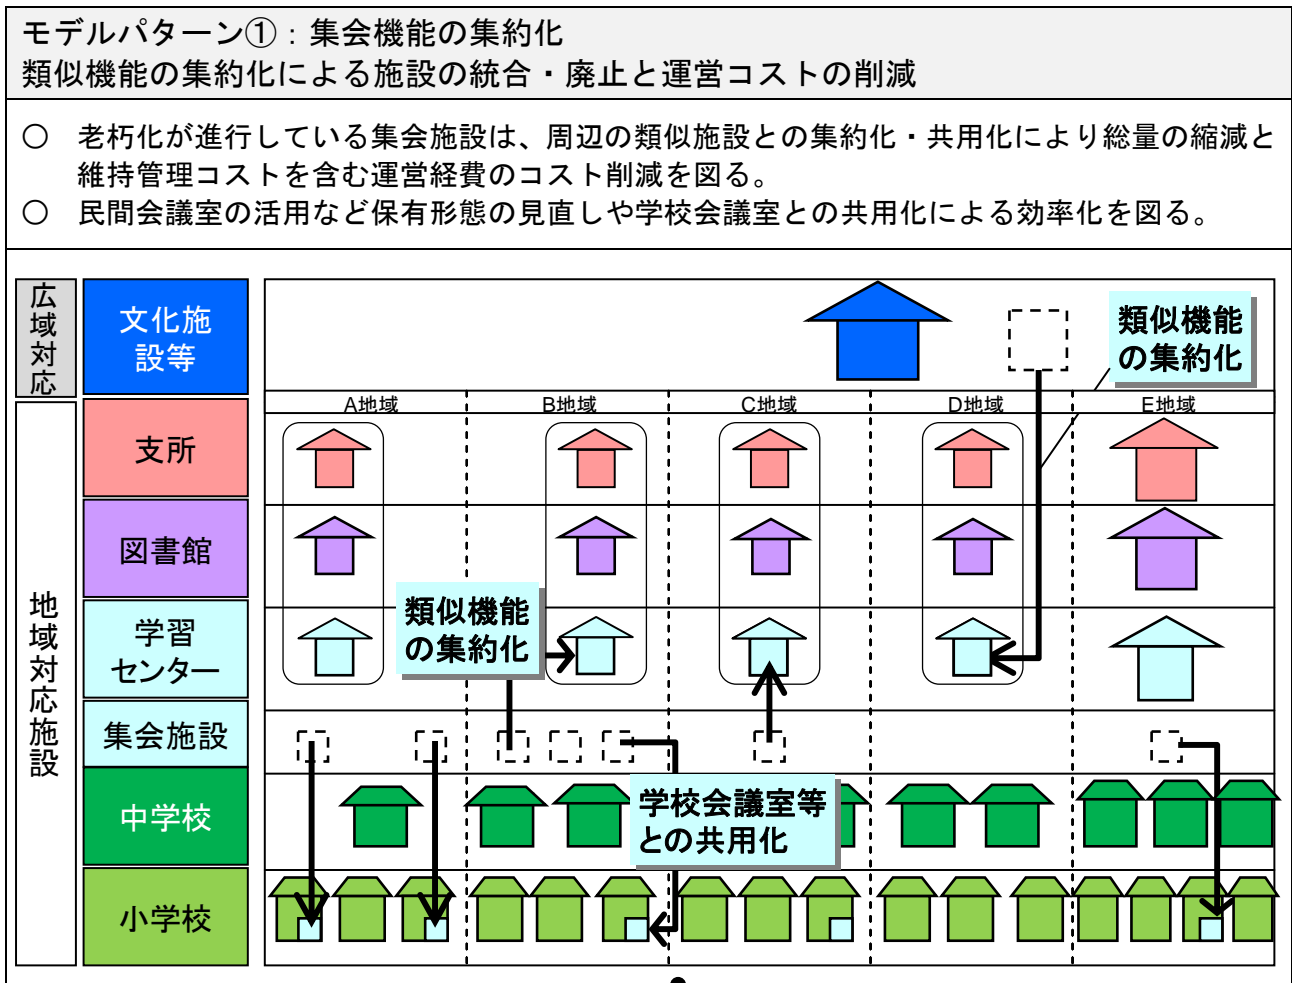 モデルパターン①：集会機能の集約化
類似機能の集約化による施設の統合・廃止と運営コストの削減
○　老朽化が進行している集会施設は、周辺の類似施設との集約化・共用化により総量の縮減と
維持管理コストを含む運営経費のコスト削減を図る。
○　民間会議室の活用など保有形態の見直しや学校会議室との共用化による効率化を図る。
広域対応
文化施
設等
類似機能
の集約化
A地域
B地域
C地域
D地域
E地域
地域対応施設
支所
図書館
学習
センター
類似機能
の集約化
集会施設
中学校
学校会議室等
との共用化
小学校